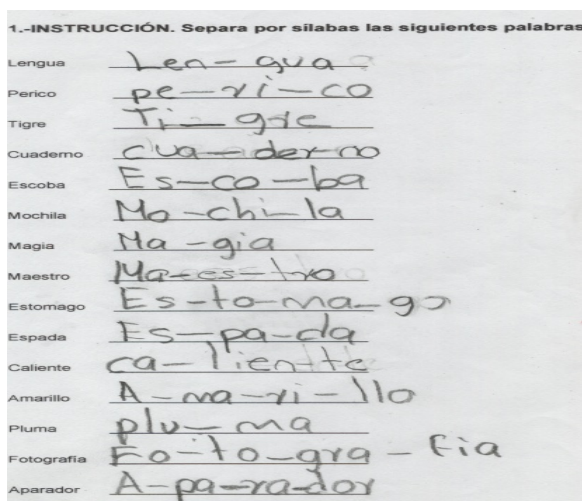 1.-INSTRUCCIÓN. Separa por silabas las siguientes palabras
Lengua Len- gua
Perico pe-ri-co
Tigre Ti- gre
Cuaderno cua-der-no
Escoba Es-co-ba
Mochila Mo-chi-la
Magia Ma-gia
Maestro Ma-es-tro
Estomago Es-to-ma-go
Espada Es-pa-da
Caliente ca-lien-te
Amarillo A-ma-ri-llo
Pluma plu-ma
Fotografía Fo-to-gra-fia
Aparador A-pa-ra-dor